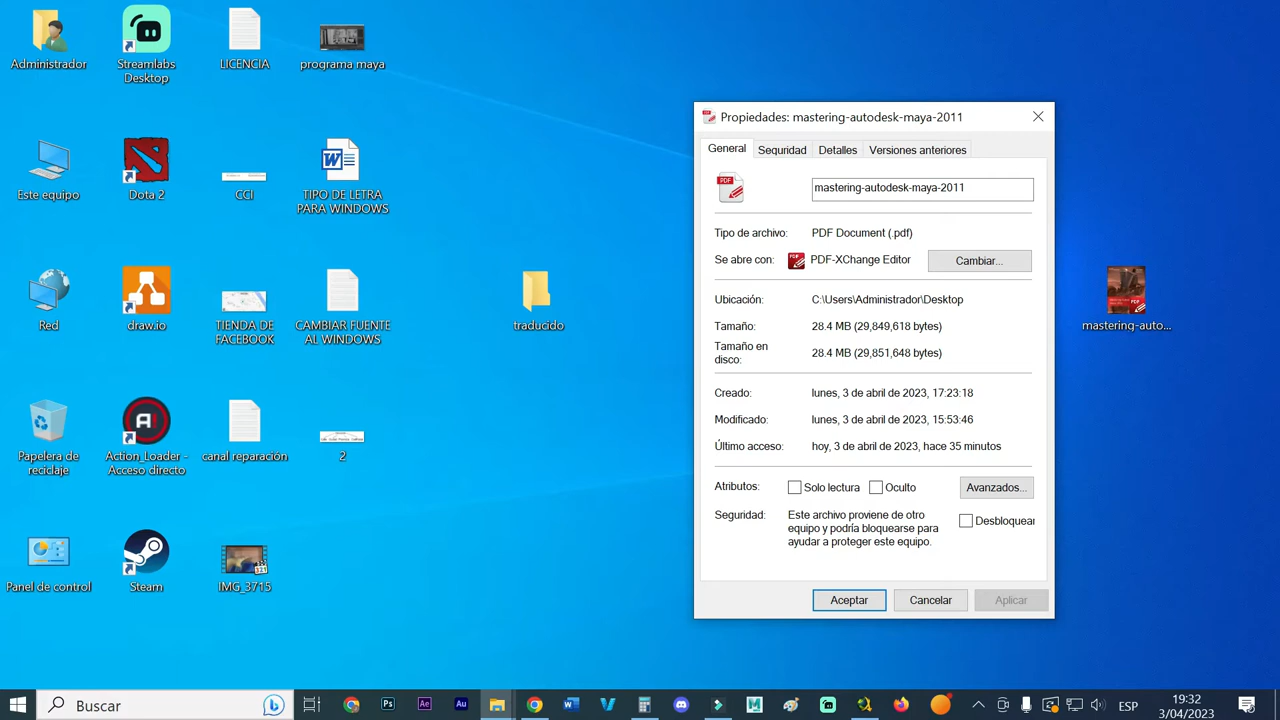 Administrador
Streamlabs
Desktop
LICENCIA
programa maya
Este equipo
Dota 2
CCI
TIPO DE LETRA
PARA WINDOWS
Red
draw.io
TIENDA DE
FACEBOOK
CAMBIAR FUENTE
AL WINDOWS
traducido
Papelera de
reciclaje
Action_Loader -
Acceso directo
canal reparación
2
Panel de control
Steam
IMG_3715
Propiedades: mastering-autodesk-maya-2011
General
Seguridad
Detalles
Versiones anteriores
PDF
mastering-autodesk-maya-2011
Tipo de archivo: PDF Document (.pdf)
Se abre con: PDF-XChange Editor
Cambiar...
Ubicación: C:\Users\Administrador\Desktop
Tamaño: 28.4 MB (29,849,618 bytes)
Tamaño en
disco: 28.4 MB (29,851,648 bytes)
Creado: lunes, 3 de abril de 2023, 17:23:18
Modificado: lunes, 3 de abril de 2023, 15:53:46
Último acceso: hoy, 3 de abril de 2023, hace 35 minutos
Atributos: Solo lectura Oculto
Avanzados...
Seguridad: Este archivo proviene de otro
equipo y podría bloquearse para
ayudar a proteger este equipo.
Desbloquear
Aceptar
Cancelar
Aplicar
mastering-auto...
Buscar
Ps
Ae
Au
ESP
19:32
3/04/2023